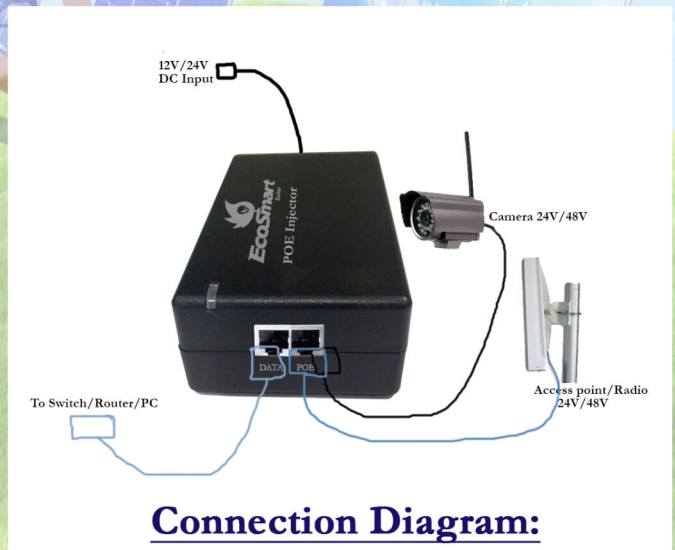 12V/24V
DC Input
EcoSmart
Solar
POE Injector
Camera 24V/48V
DATA
POE
Access point/Radio
24V/48V
To Switch/Router/PC
Connection Diagram: